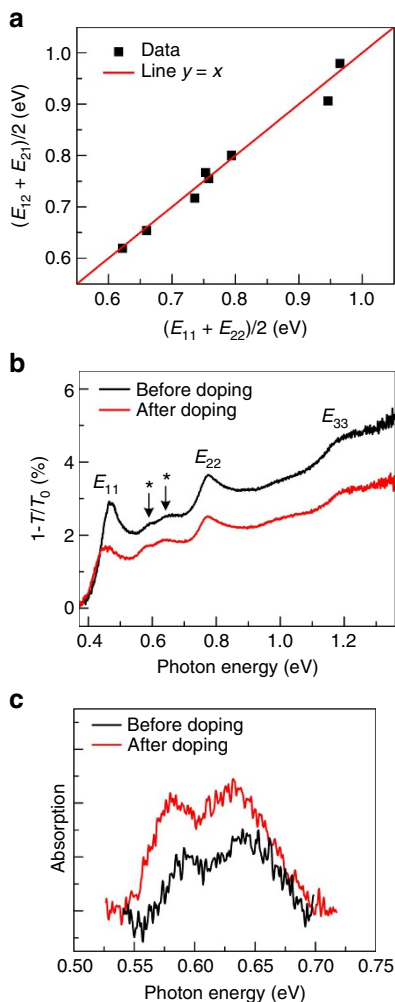 a
Data
Line y = x
(E12 + E21)/2 (eV)
1.0
0.9
0.8
0.7
0.6
0.6 0.7 0.8 0.9 1.0
(E11 + E22)/2 (eV)
b
Before doping
After doping
E11
*
*
E22
E33
1-T/T0 (%)
6
4
2
0
0.4 0.6 0.8 1.0 1.2
Photon energy (eV)
c
Before doping
After doping
Absorption
0.50 0.55 0.60 0.65 0.70 0.75
Photon energy (eV)